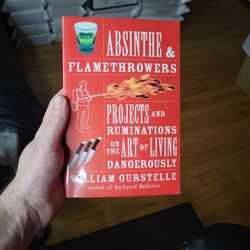 ABSINTHE &
FLAMETHROWERS
PROJECTS AND
RUMINATIONS
ON THE ART OF LIVING
DANGEROUSLY
WILLIAM GURSTELLE
author of Backyard Ballistics